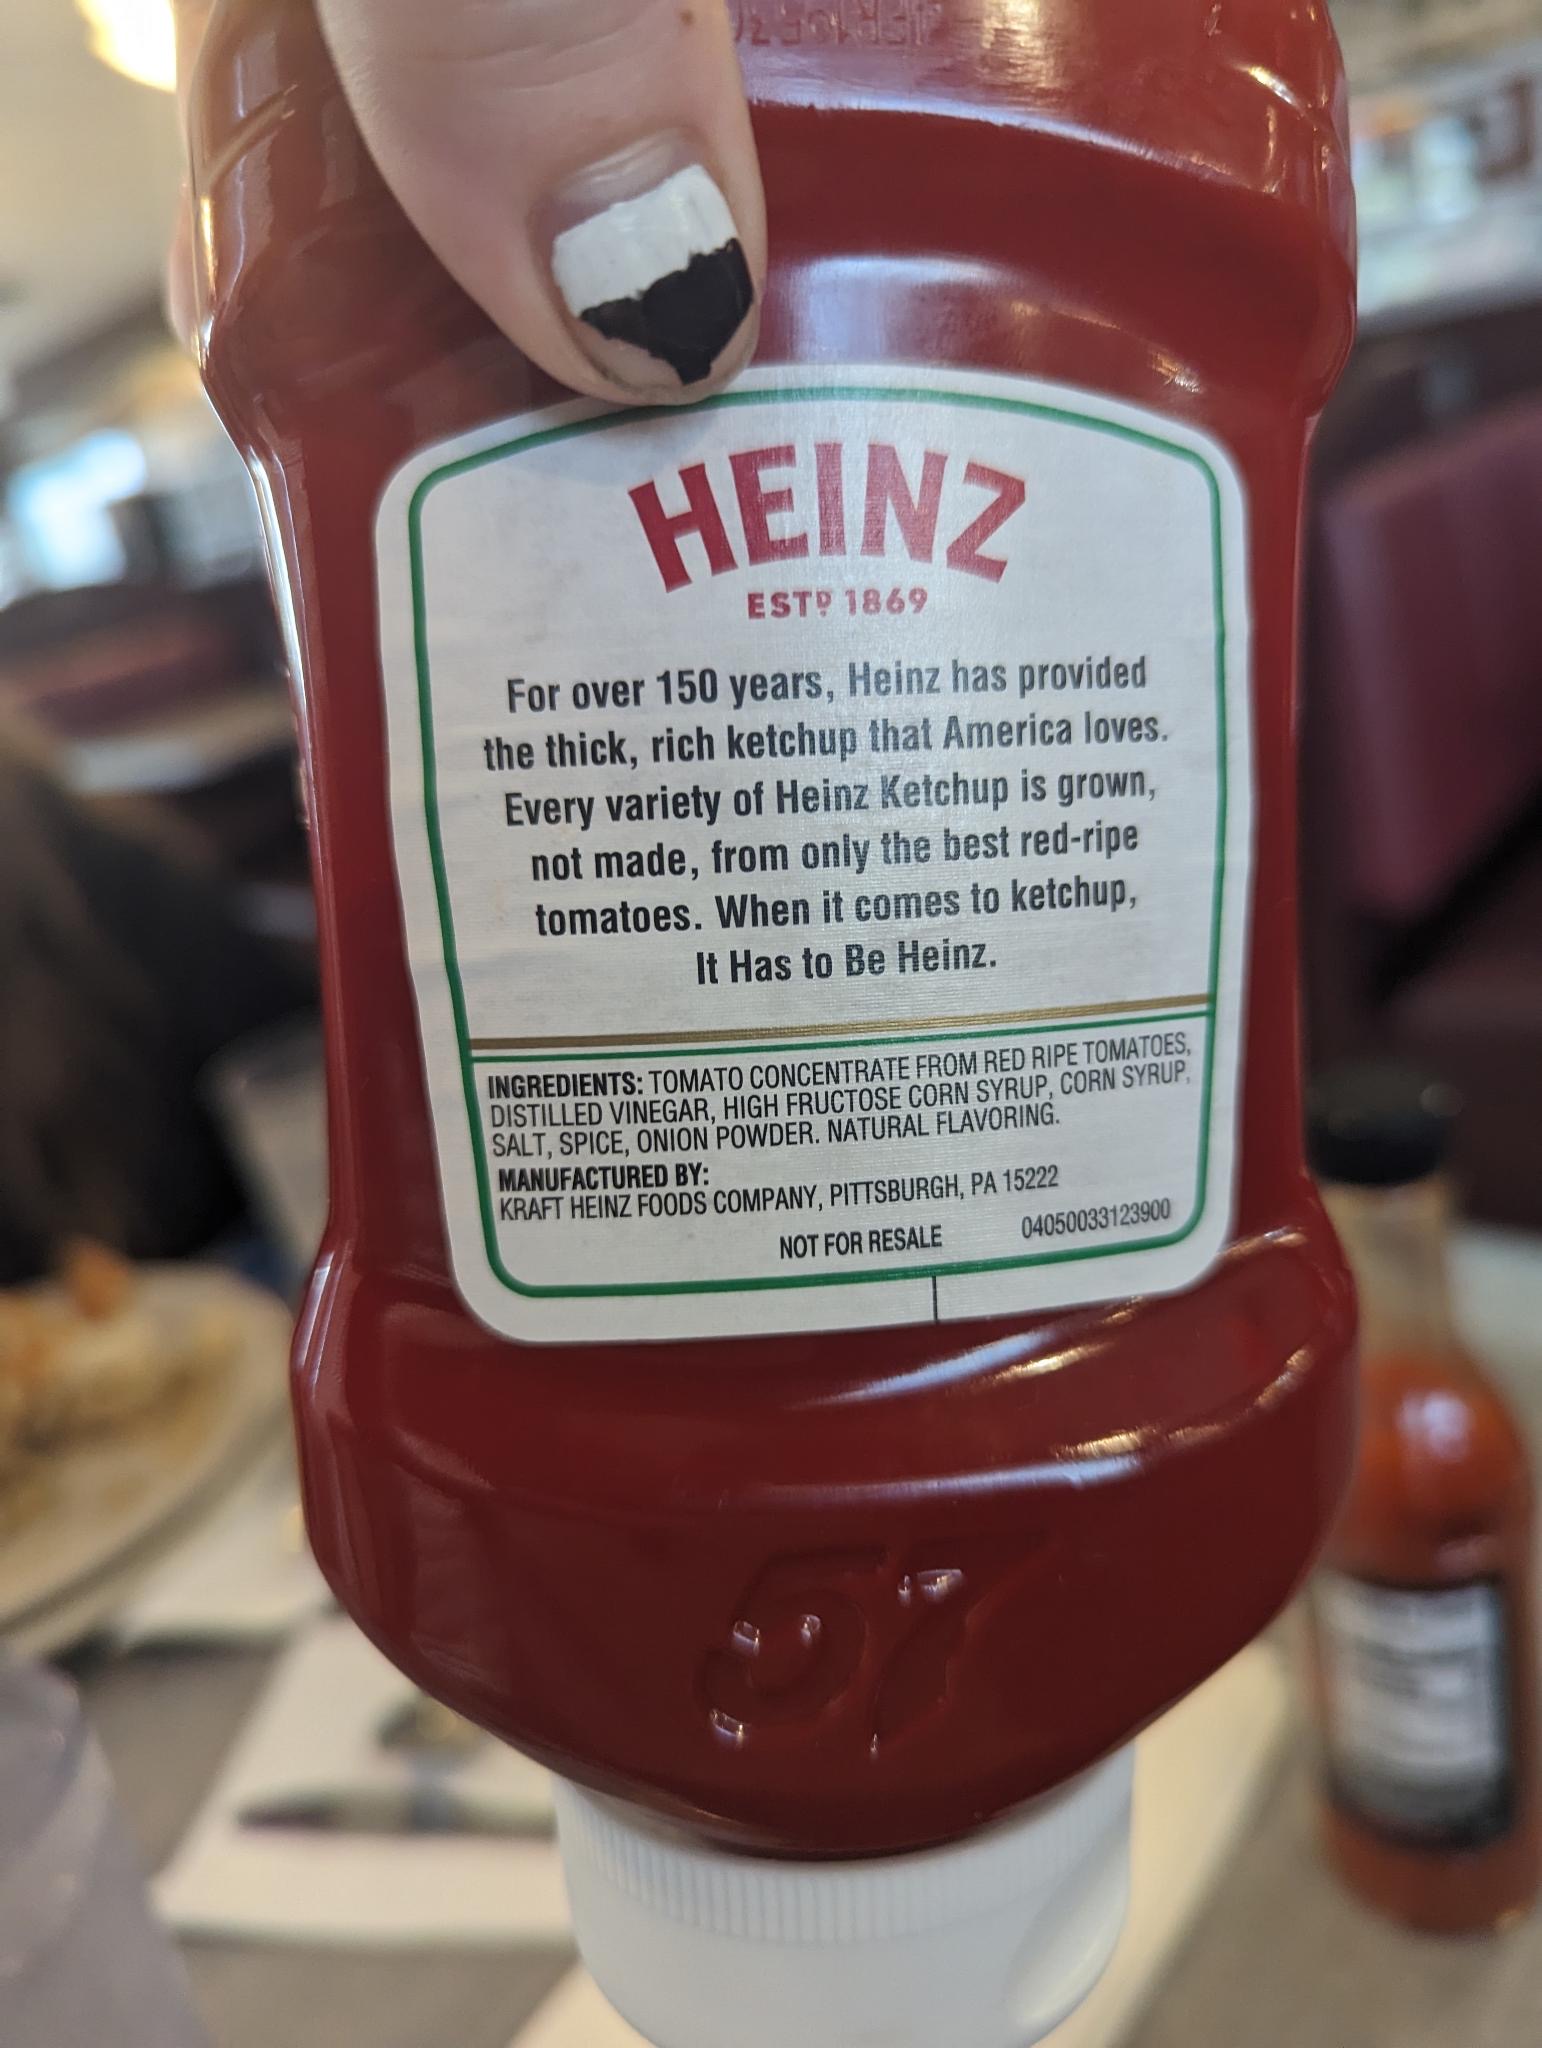 HEINZ
ESTD 1869
For over 150 years, Heinz has provided
the thick, rich ketchup that America loves.
Every variety of Heinz Ketchup is grown,
not made, from only the best red-ripe
tomatoes. When it comes to ketchup,
It Has to Be Heinz.
INGREDIENTS: TOMATO CONCENTRATE FROM RED RIPE TOMATOES,
DISTILLED VINEGAR, HIGH FRUCTOSE CORN SYRUP, CORN SYRUP,
SALT, SPICE, ONION POWDER. NATURAL FLAVORING.
MANUFACTURED BY:
KRAFT HEINZ FOODS COMPANY, PITTSBURGH, PA 15222
NOT FOR RESALE 04050033123900
57